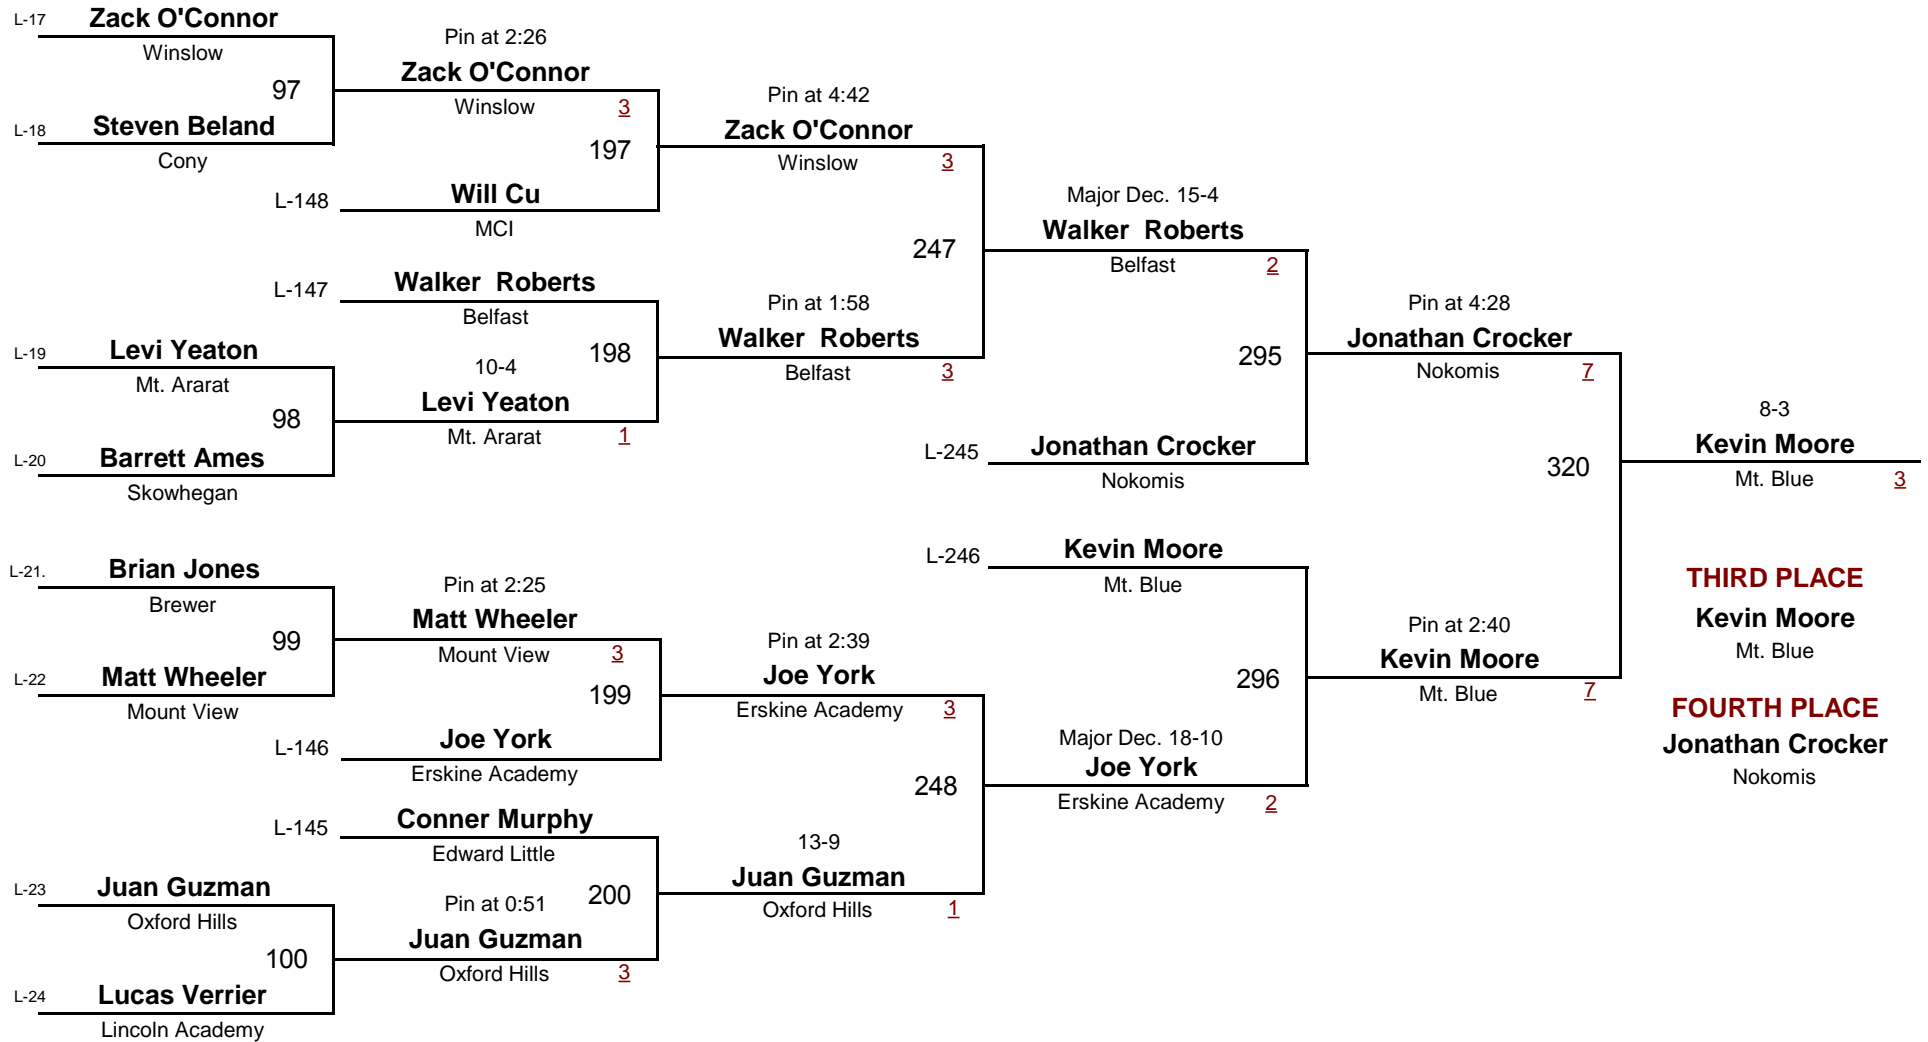 L-17 Zack O'Connor
Winslow
97
L-18 Steven Beland
Cony
Pin at 2:26
Zack O'Connor
Winslow 3
197
L-148 Will Cu
MCI
L-147 Walker Roberts
Belfast
198
L-19 Levi Yeaton
Mt. Ararat
98
L-20 Barrett Ames
Skowhegan
10-4
Levi Yeaton
Mt. Ararat 1
Pin at 4:42
Zack O'Connor
Winslow 3
247
Pin at 1:58
Walker Roberts
Belfast 3
Major Dec. 15-4
Walker Roberts
Belfast 2
295
L-245 Jonathan Crocker
Nokomis
Pin at 4:28
Jonathan Crocker
Nokomis 7
320
8-3
Kevin Moore
Mt. Blue 3
L-21. Brian Jones
Brewer
99
L-22 Matt Wheeler
Mount View
Pin at 2:25
Matt Wheeler
Mount View 3
199
L-146 Joe York
Erskine Academy
L-145 Conner Murphy
Edward Little
200
L-23 Juan Guzman
Oxford Hills
100
L-24 Lucas Verrier
Lincoln Academy
Pin at 0:51
Juan Guzman
Oxford Hills 3
Pin at 2:39
Joe York
Erskine Academy 3
248
13-9
Juan Guzman
Oxford Hills 1
L-246 Kevin Moore
Mt. Blue
296
Major Dec. 18-10
Joe York
Erskine Academy 2
Pin at 2:40
Kevin Moore
Mt. Blue 7
THIRD PLACE
Kevin Moore
Mt. Blue
FOURTH PLACE
Jonathan Crocker
Nokomis